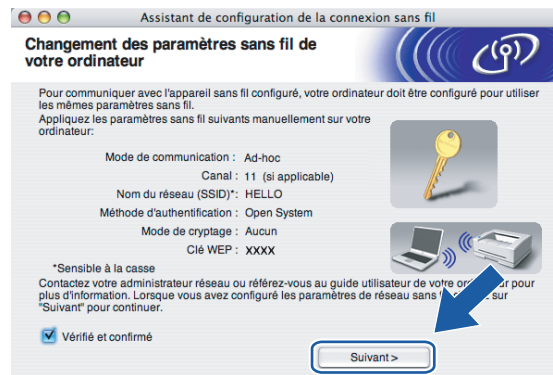 Assistant de configuration de la connexion sans fil
Changement des paramètres sans fil de
votre ordinateur
Pour communiquer avec l'appareil sans fil configuré, votre ordinateur doit être configuré pour utiliser
les mêmes paramètres sans fil.
Appliquez les paramètres sans fil suivants manuellement sur votre
ordinateur:
Mode de communication : Ad-hoc
Canal : 11 (si applicable)
Nom du réseau (SSID)*: HELLO
Méthode d'authentification : Open System
Mode de cryptage : Aucun
Clé WEP : XXXX
*Sensible à la casse
Contactez votre administrateur réseau ou référez-vous au guide utilisateur de votre pour
plus d'information. Lorsque vous avez configuré les paramètres de réseau sans sur
"Suivant" pour continuer.
Vérifié et confirmé
Suivant >